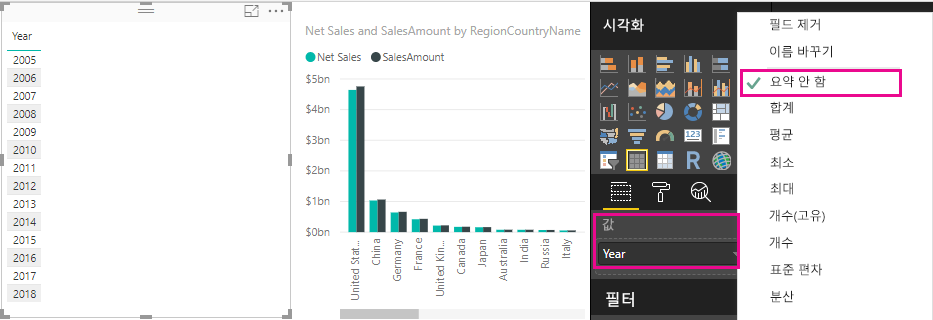 Year
2005
2006
2007
2008
2009
2010
2011
2012
2013
2014
2015
2016
2017
2018
Net Sales and SalesAmount by RegionCountryName
Net Sales SalesAmount
$5bn
$4bn
$3bn
$2bn
$1bn
$0bn
United Stat...
China
Germany
France
United Kin...
Canada
Japan
Australia
India
Russia
Italy
시각화
123
R
값
Year
필터
필드 제거
이름 바꾸기
요약 안 함
합계
평균
최소
최대
개수(고유)
개수
표준 편차
분산